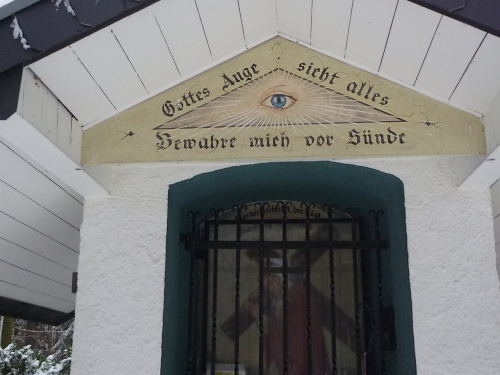 Gottes Auge sieht alles
Bewahre mich vor Sünde